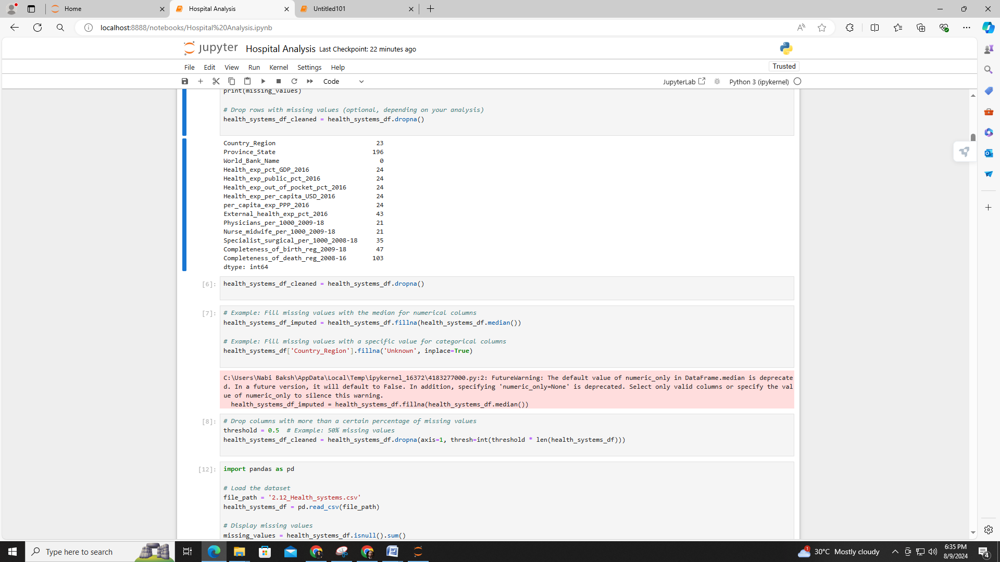 Home
Hospital Analysis
Untitled101
localhost:8888/notebooks/Hospital%20Analysis.ipynb
jupyter Hospital Analysis Last Checkpoint: 22 minutes ago
File Edit View Run Kernel Settings Help
Trusted
Code
JupyterLab
Python 3 (ipykernel)
print(missing_values)
# Drop rows with missing values (optional, depending on your analysis)
health_systems_df_cleaned = health_systems_df.dropna()
Country_Region 23
Province_State 196
World_Bank_Name 0
Health_exp_pct_GDP_2016 24
Health_exp_public_pct_2016 24
Health_exp_out_of_pocket_pct_2016 24
Health_exp_per_capita_USD_2016 24
per_capita_exp_PPP_2016 24
External_health_exp_pct_2016 43
Physicians_per_1000_2009-18 21
Nurse_midwife_per_1000_2009-18 21
Specialist_surgical_per_1000_2008-18 35
Completeness_of_birth_reg_2009-18 47
Completeness_of_death_reg_2008-16 103
dtype: int64
[6]: health_systems_df_cleaned = health_systems_df.dropna()
[7]: # Example: Fill missing values with the median for numerical columns
health_systems_df_imputed = health_systems_df.fillna(health_systems_df.median())
# Example: Fill missing values with a specific value for categorical columns
health_systems_df['Country_Region'].fillna('Unknown', inplace=True)
C:\Users\Nabi Baksh\AppData\Local\Temp\ipykernel_16372\4183277000.py:2: FutureWarning: The default value of numeric_only in DataFrame.median is deprecate
d. In a future version, it will default to False. In addition, specifying 'numeric_only=None' is deprecated. Select only valid columns or specify the val
ue of numeric_only to silence this warning.
health_systems_df_imputed = health_systems_df.fillna(health_systems_df.median())
[8]: # Drop columns with more than a certain percentage of missing values
threshold = 0.5 # Example: 50% missing values
health_systems_df_cleaned = health_systems_df.dropna(axis=1, thresh=int(threshold * len(health_systems_df)))
[12]: import pandas as pd
# Load the dataset
file_path = '2.12_Health_systems.csv'
health_systems_df = pd.read_csv(file_path)
# Display missing values
missing_values = health_systems_df.isnull().sum()
Type here to search
1
30°C Mostly cloudy
6:35 PM
8/9/2024
4